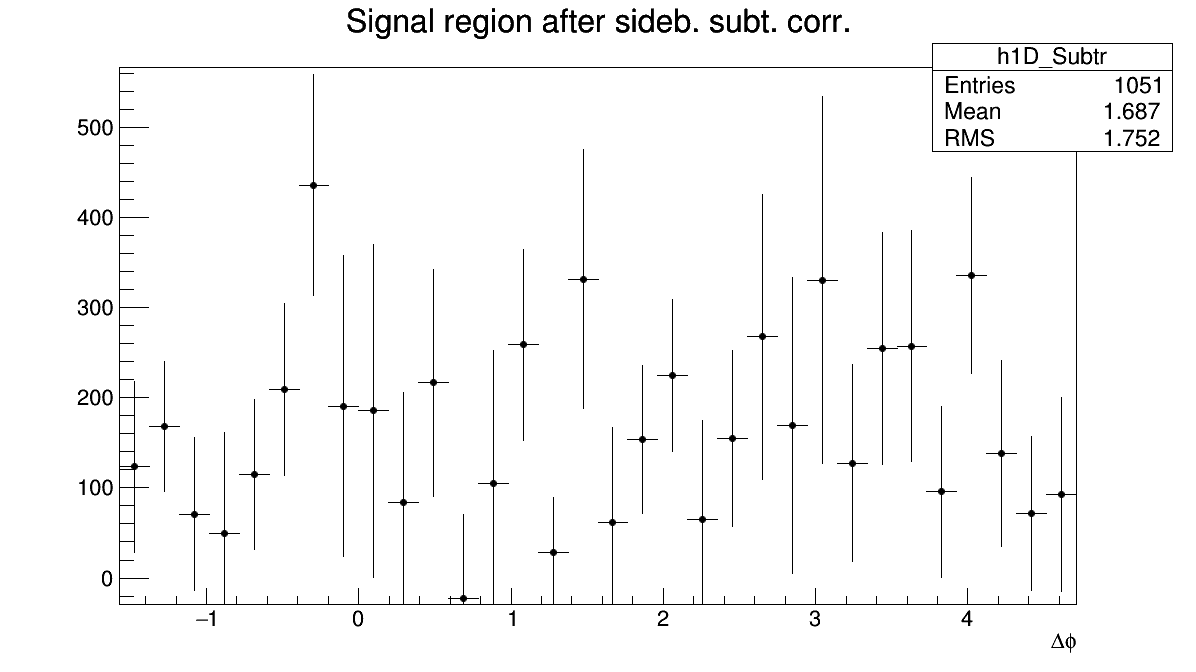 Signal region after sideb. subt. corr.
h1D_Subtr
Entries 1051
Mean 1.687
RMS 1.752
500
400
300
200
100
0
−1 0 1 2 3 4
Δϕ